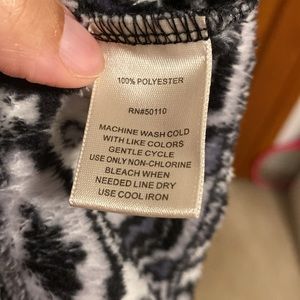 100% POLYESTER
RN#50110
MACHINE WASH COLD
WITH LIKE COLORS
GENTLE CYCLE
USE ONLY NON-CHLORINE
BLEACH WHEN
NEEDED LINE DRY
USE COOL IRON